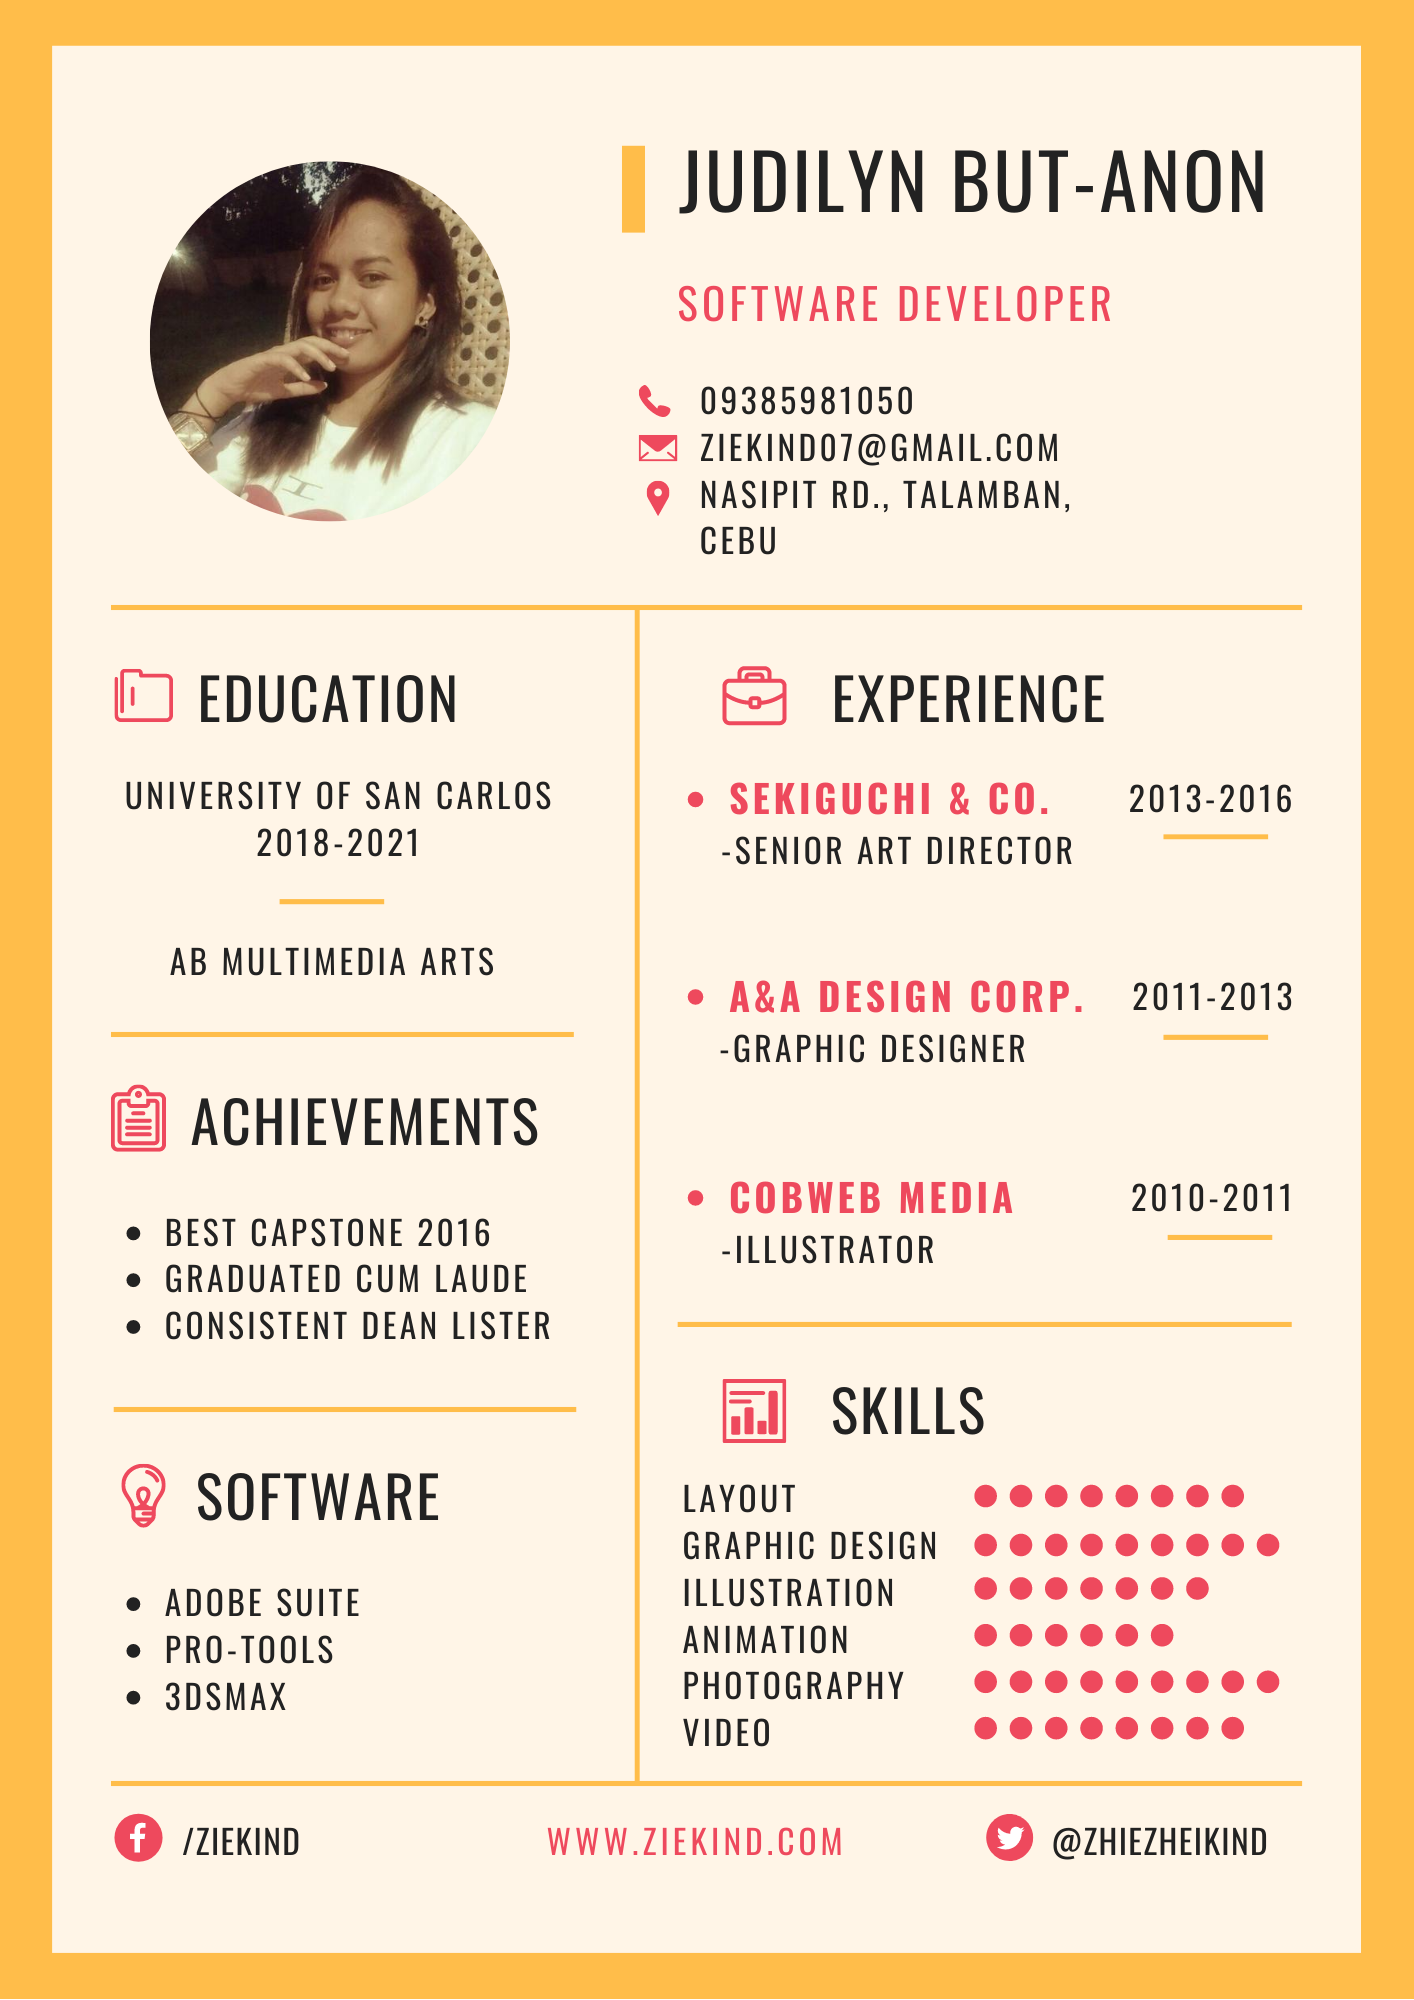 JUDILYN BUT-ANON
SOFTWARE DEVELOPER
09385981050
ZIEKIND07@GMAIL.COM
NASIPIT RD., TALAMBAN,
CEBU
EDUCATION
UNIVERSITY OF SAN CARLOS
2018-2021
AB MULTIMEDIA ARTS
ACHIEVEMENTS
BEST CAPSTONE 2016
GRADUATED CUM LAUDE
CONSISTENT DEAN LISTER
SOFTWARE
ADOBE SUITE
PRO-TOOLS
3DSMAX
EXPERIENCE
SEKIGUCHI & CO. 2013-2016
-SENIOR ART DIRECTOR
A&A DESIGN CORP. 2011-2013
-GRAPHIC DESIGNER
COBWEB MEDIA 2010-2011
-ILLUSTRATOR
SKILLS
LAYOUT
GRAPHIC DESIGN
ILLUSTRATION
ANIMATION
PHOTOGRAPHY
VIDEO
/ZIEKIND WWW.ZIEKIND.COM @ZHIEZHEIKIND